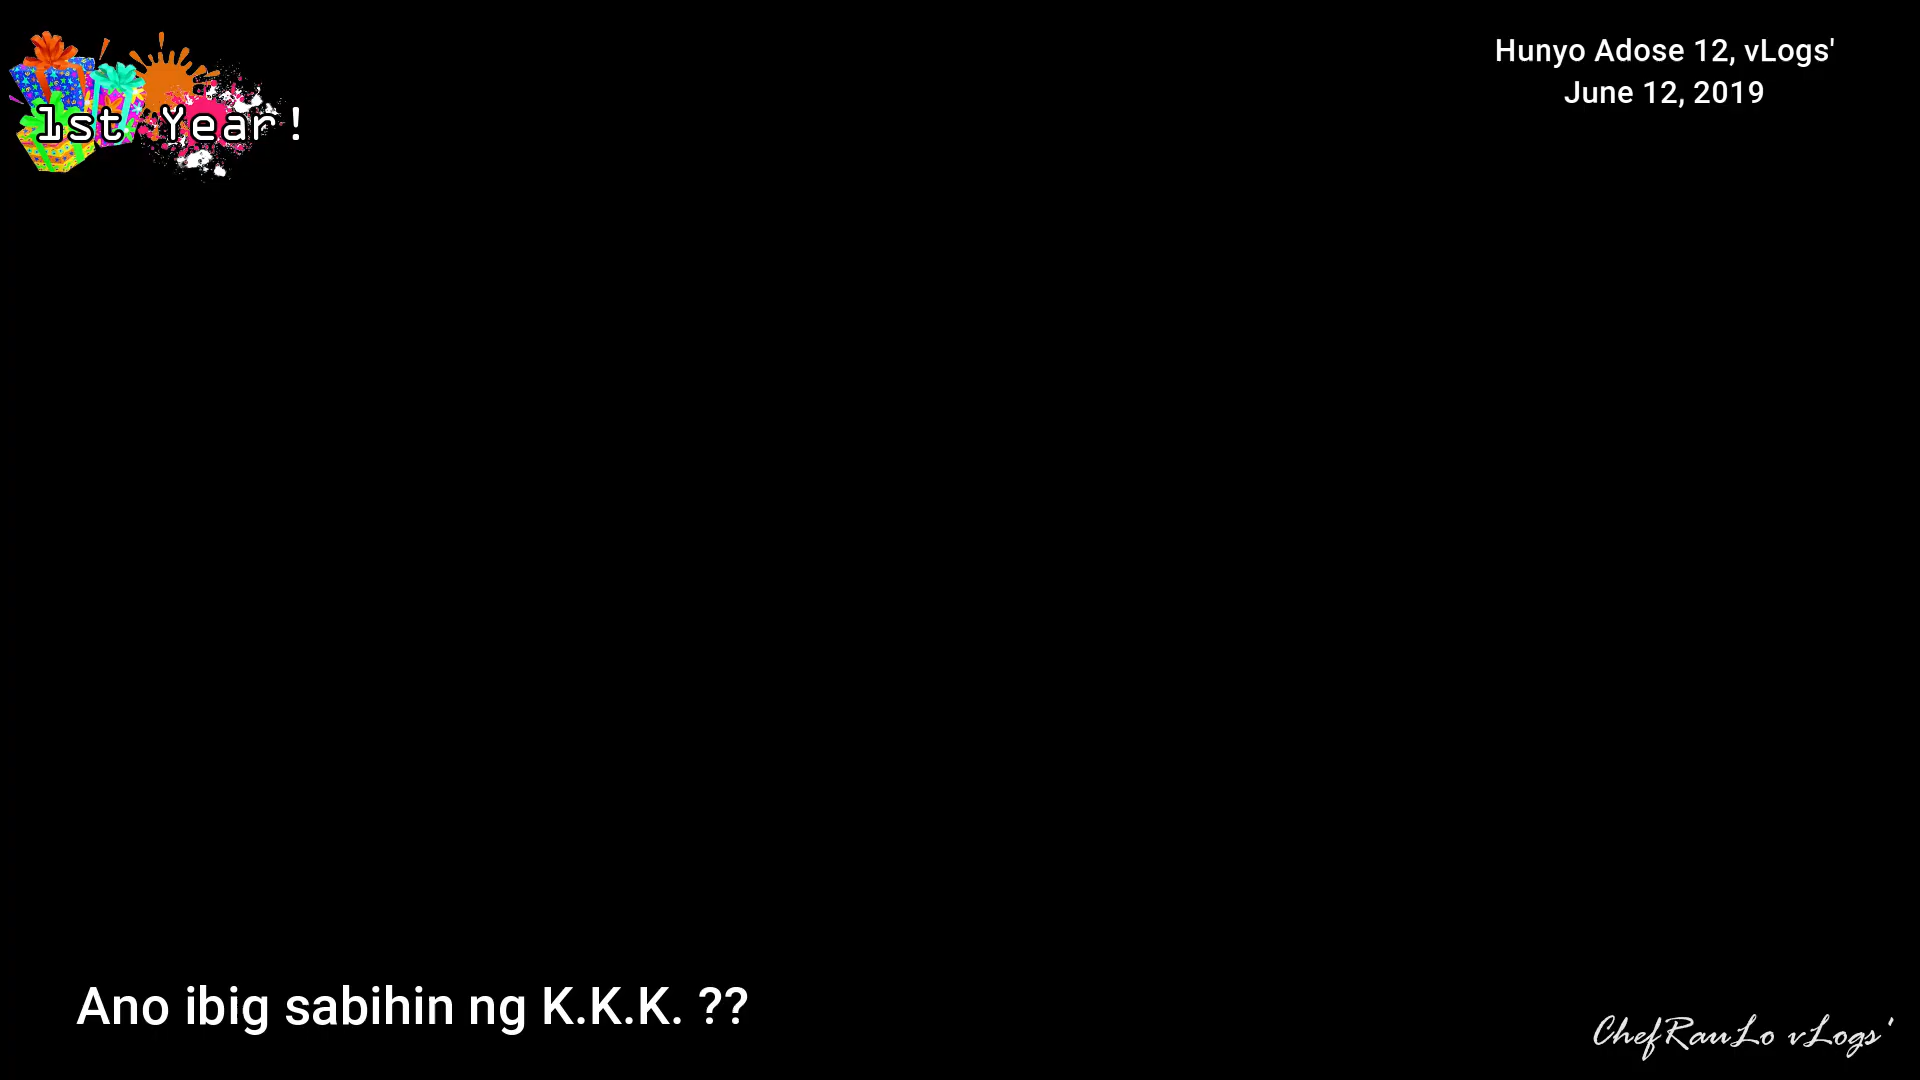 1st Year!
Hunyo Adose 12, vLogs'
June 12, 2019
Ano ibig sabihin ng K.K.K. ??
ChefRauLo vLogs'